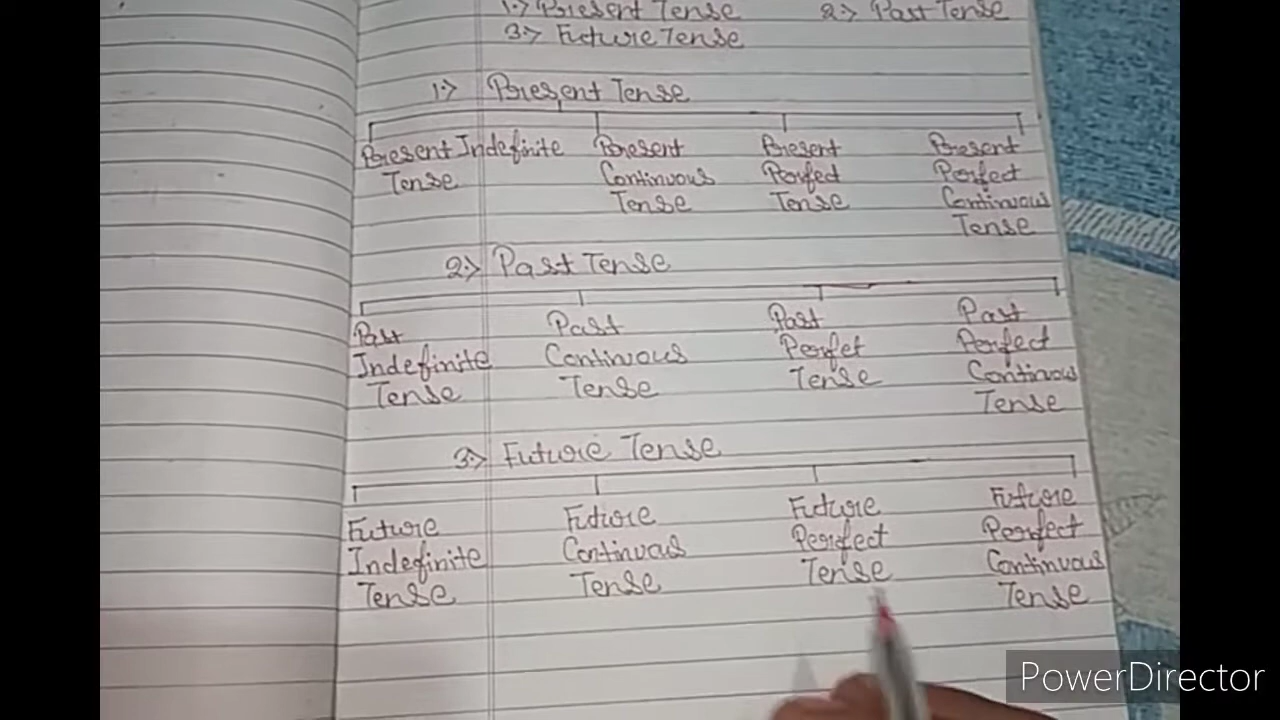 1.> Present Tense 2.> Past Tense
3.> Future Tense
1.> Present Tense
Present Indefinite
Tense
Present
Continuous
Tense
Present
Perfect
Tense
Present
Perfect
Continuous
Tense
2.> Past Tense
Past
Indefinite
Tense
Past
Continuous
Tense
Past
Perfet
Tense
Past
Perfect
Continuous
Tense
3.> Future Tense
Future
Indefinite
Tense
Future
Continuous
Tense
Future
Perfect
Tense
Future
Perfect
Continuous
Tense
PowerDirector